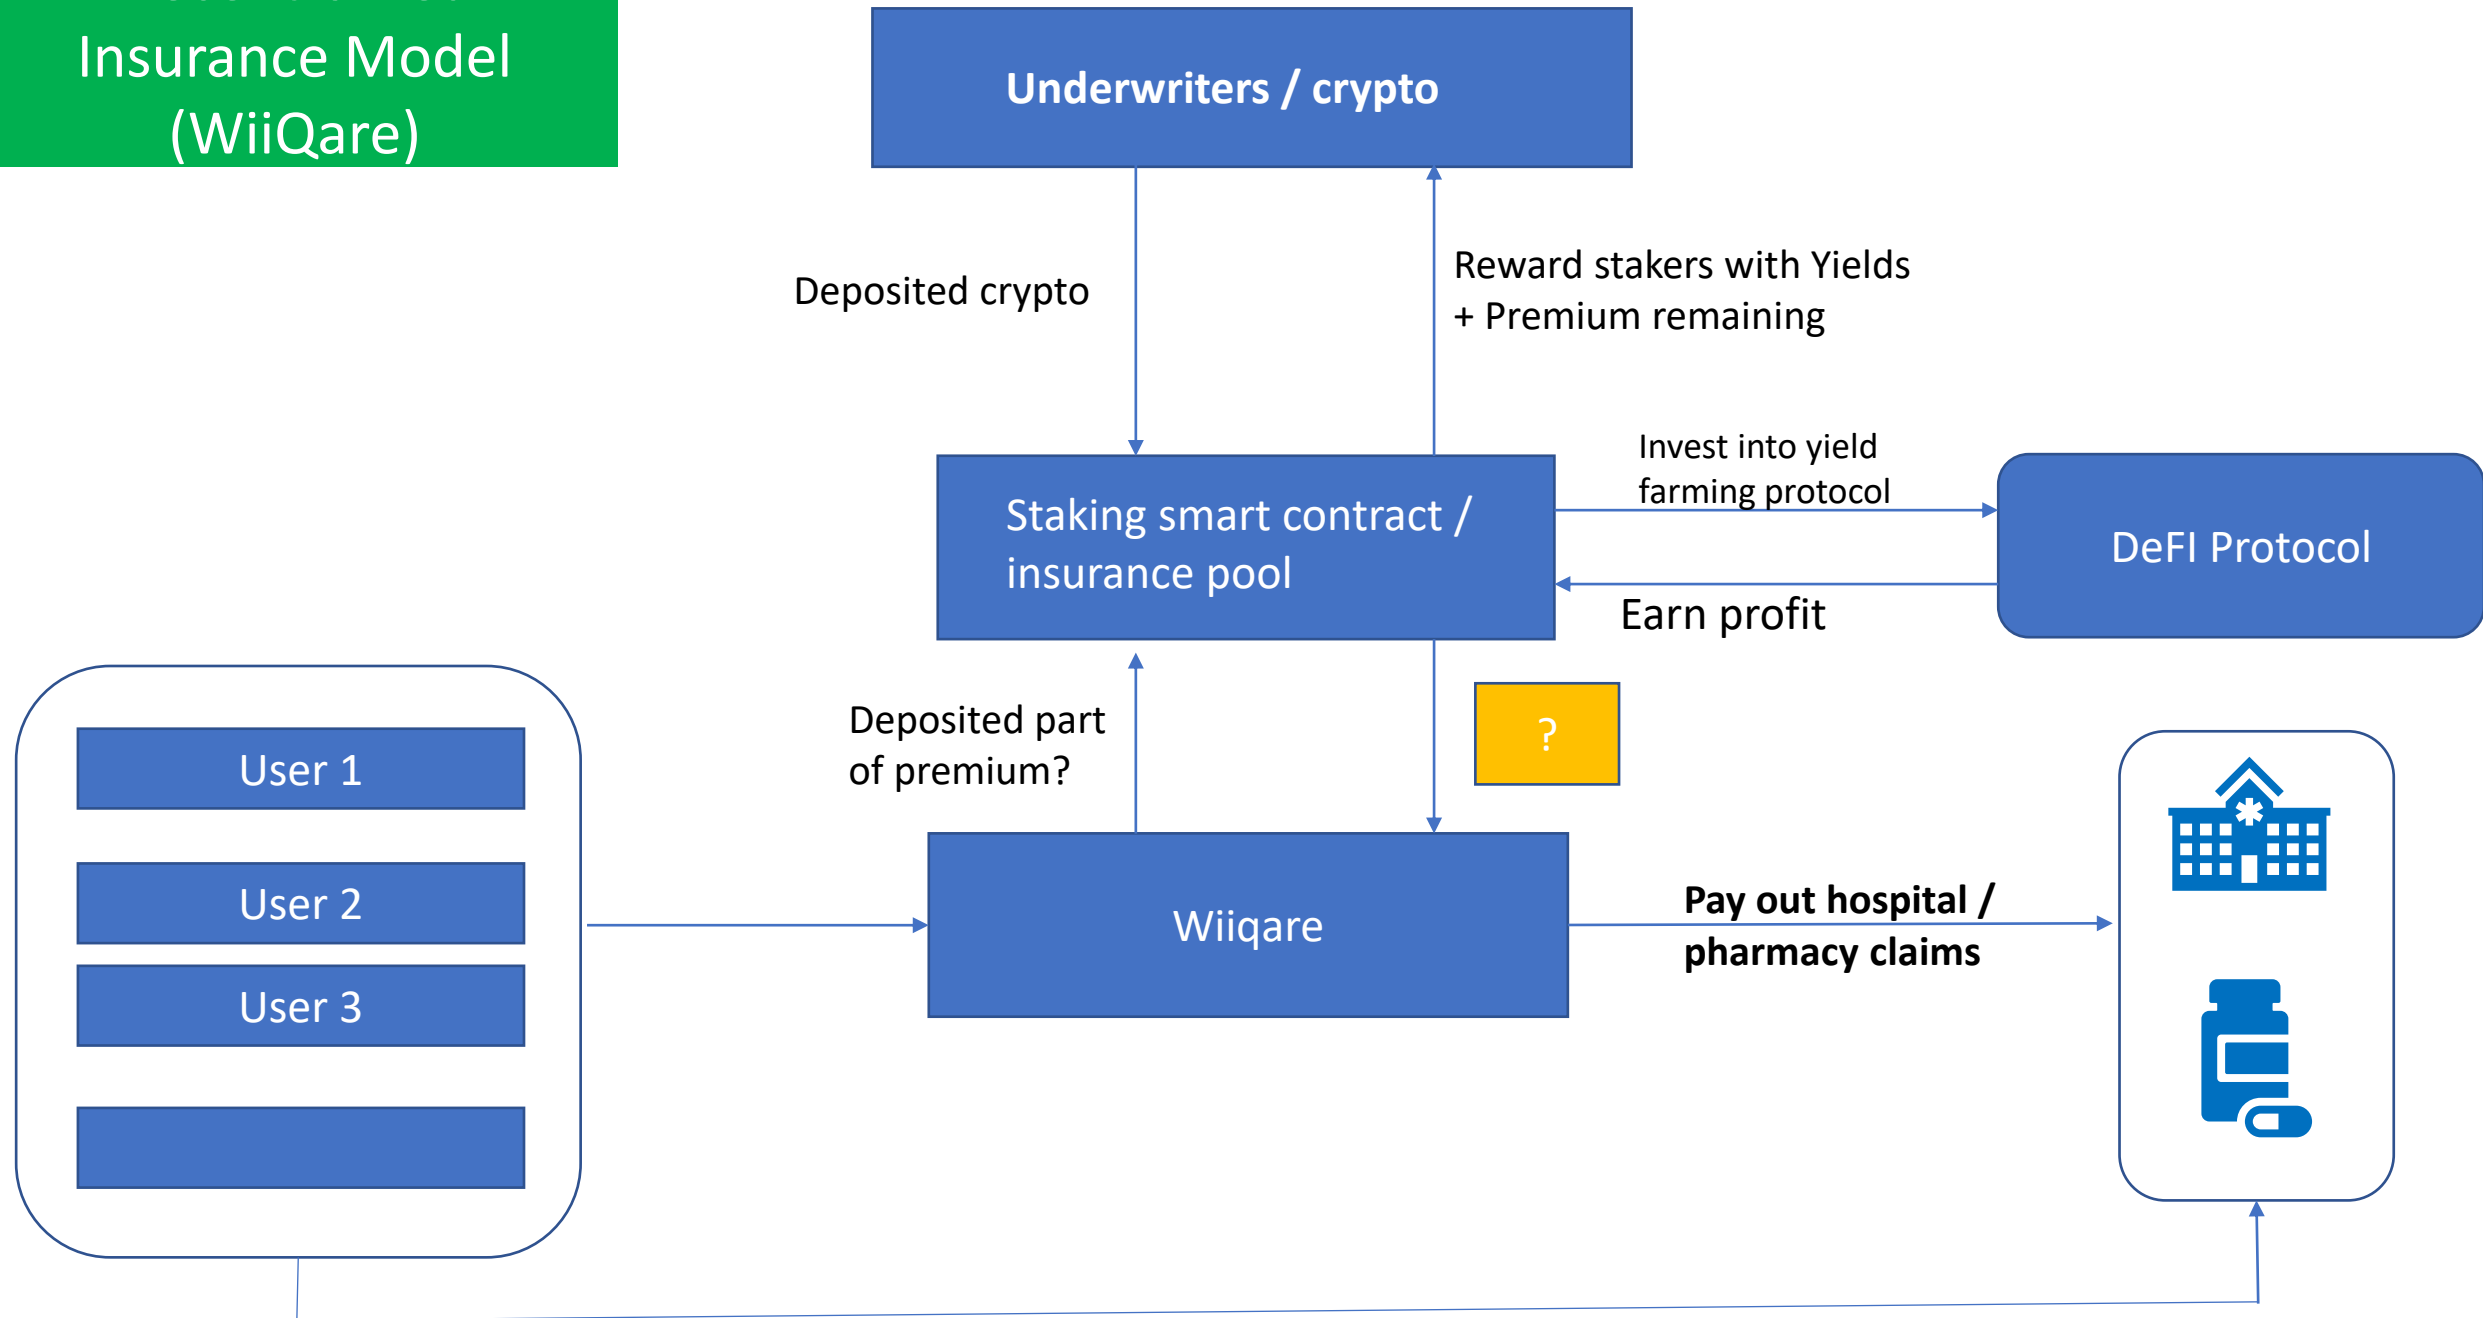 Insurance Model
(WiiQare)
Underwriters / crypto
Deposited crypto
Reward stakers with Yields
+ Premium remaining
Invest into yield
farming protocol
Staking smart contract /
insurance pool
DeFI Protocol
Earn profit
Deposited part
of premium?
?
User 1
User 2
User 3
Wiiqare
Pay out hospital /
pharmacy claims